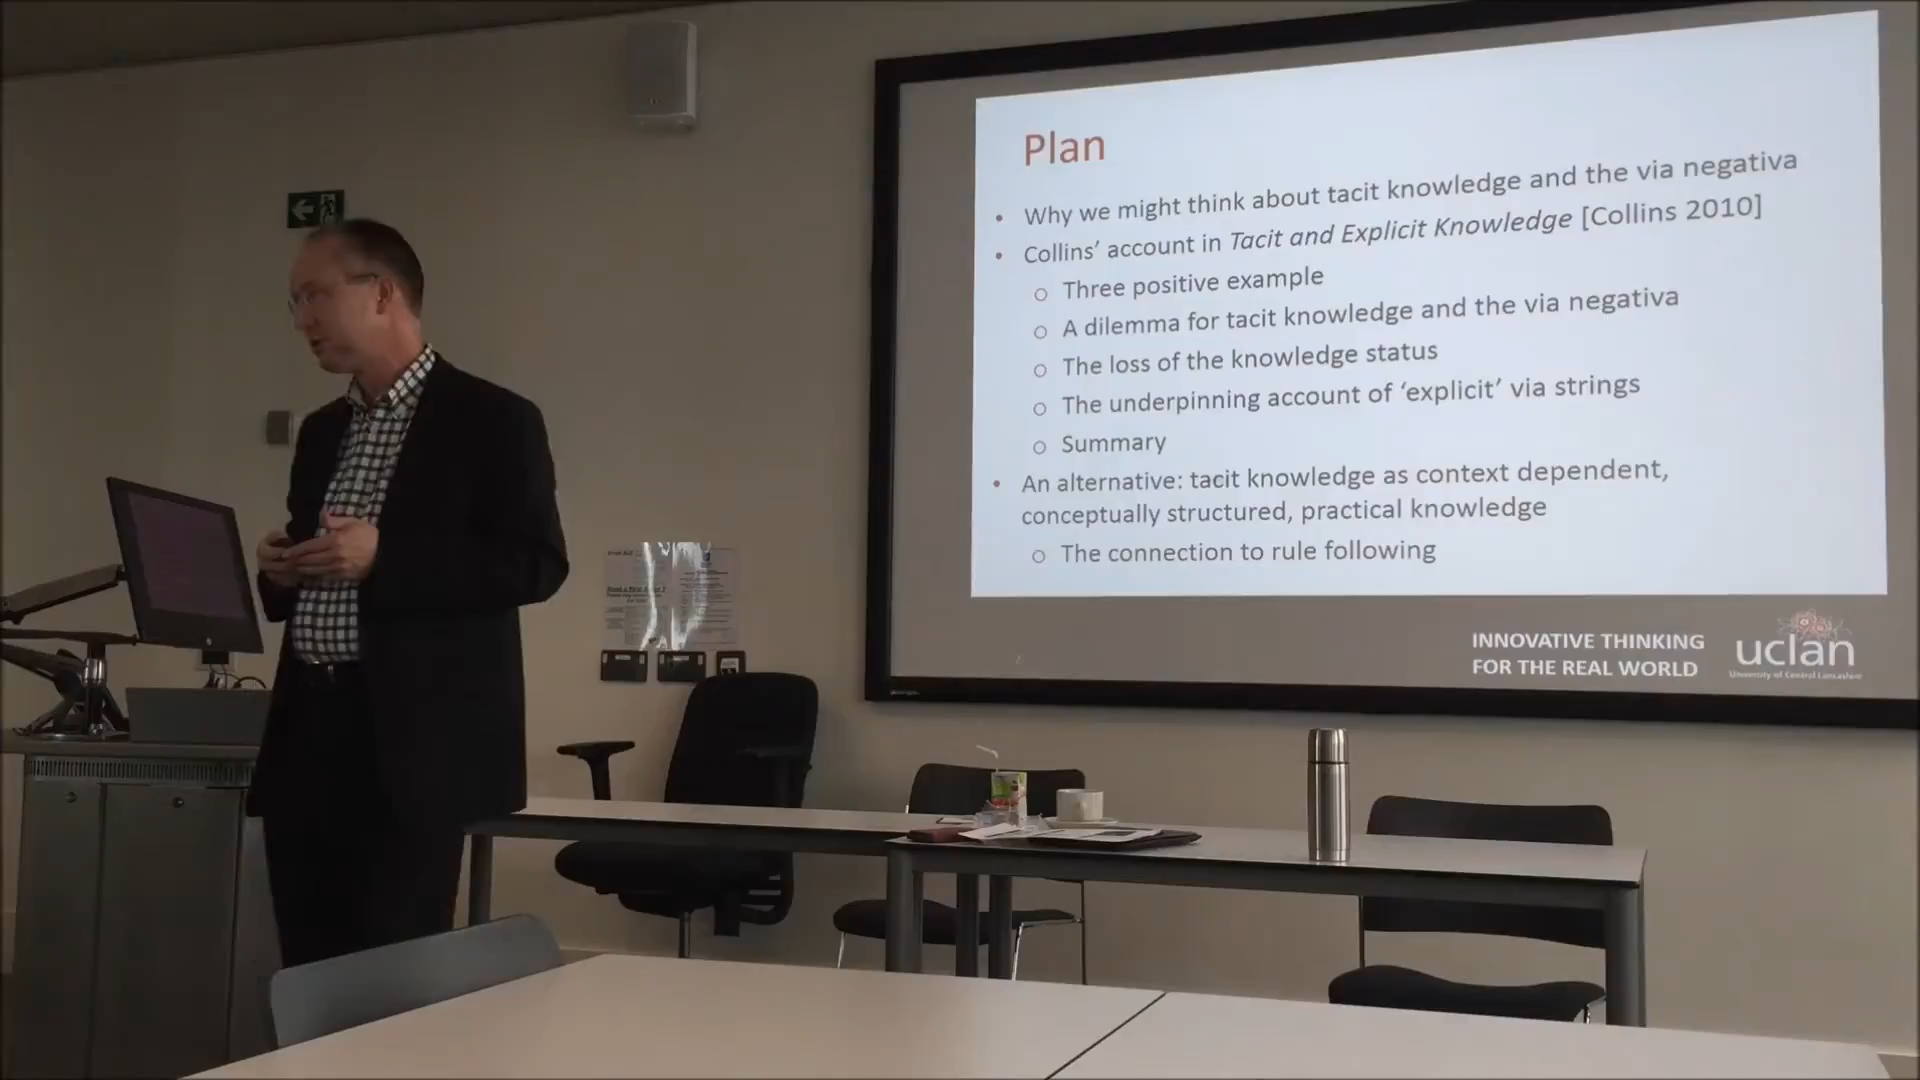 Plan
• Why we might think about tacit knowledge and the via negativa
• Collins' account in Tacit and Explicit Knowledge [Collins 2010]
o Three positive example
o A dilemma for tacit knowledge and the via negativa
o The loss of the knowledge status
o The underpinning account of ‘explicit’ via strings
o Summary
• An alternative: tacit knowledge as context dependent,
conceptually structured, practical knowledge
o The connection to rule following
INNOVATIVE THINKING
FOR THE REAL WORLD
uclan
University of Central Lancashire